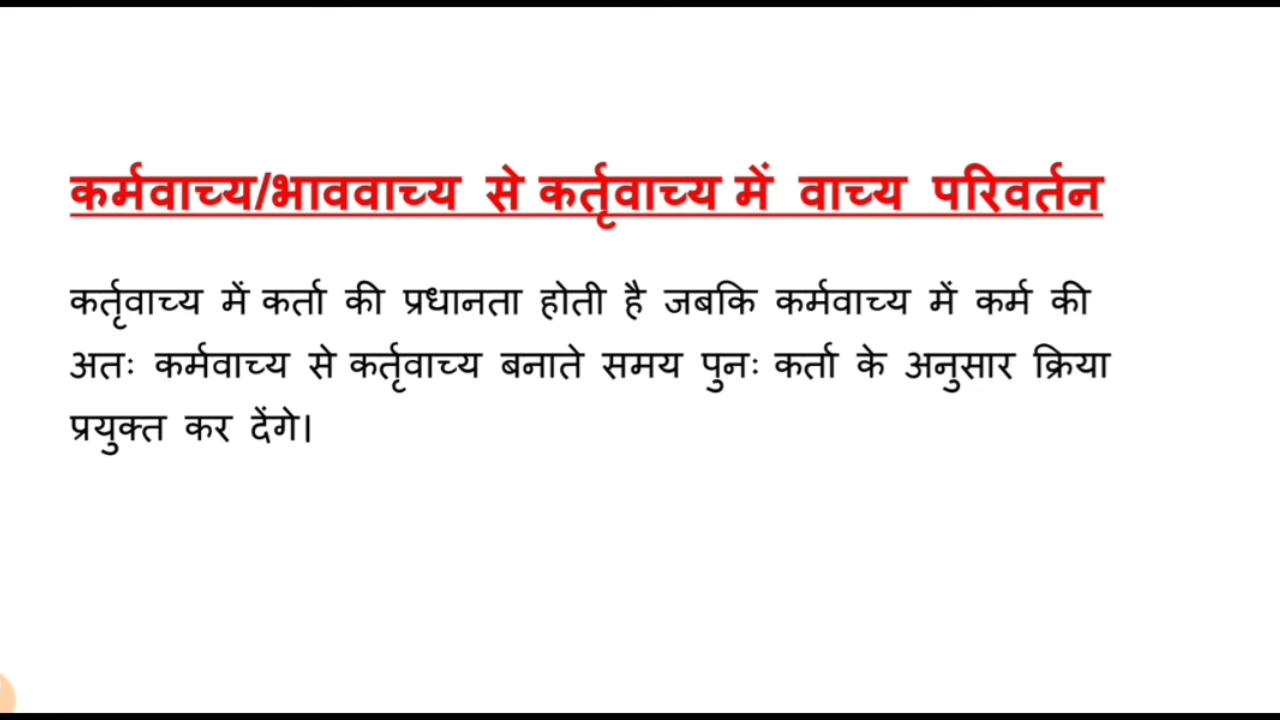 कर्मवाच्य/भाववाच्य से कर्तृवाच्य में वाच्य परिवर्तन
कर्तृवाच्य में कर्ता की प्रधानता होती है जबकि कर्मवाच्य में कर्म की
अतः कर्मवाच्य से कर्तृवाच्य बनाते समय पुनः कर्ता के अनुसार क्रिया
प्रयुक्त कर देंगे।